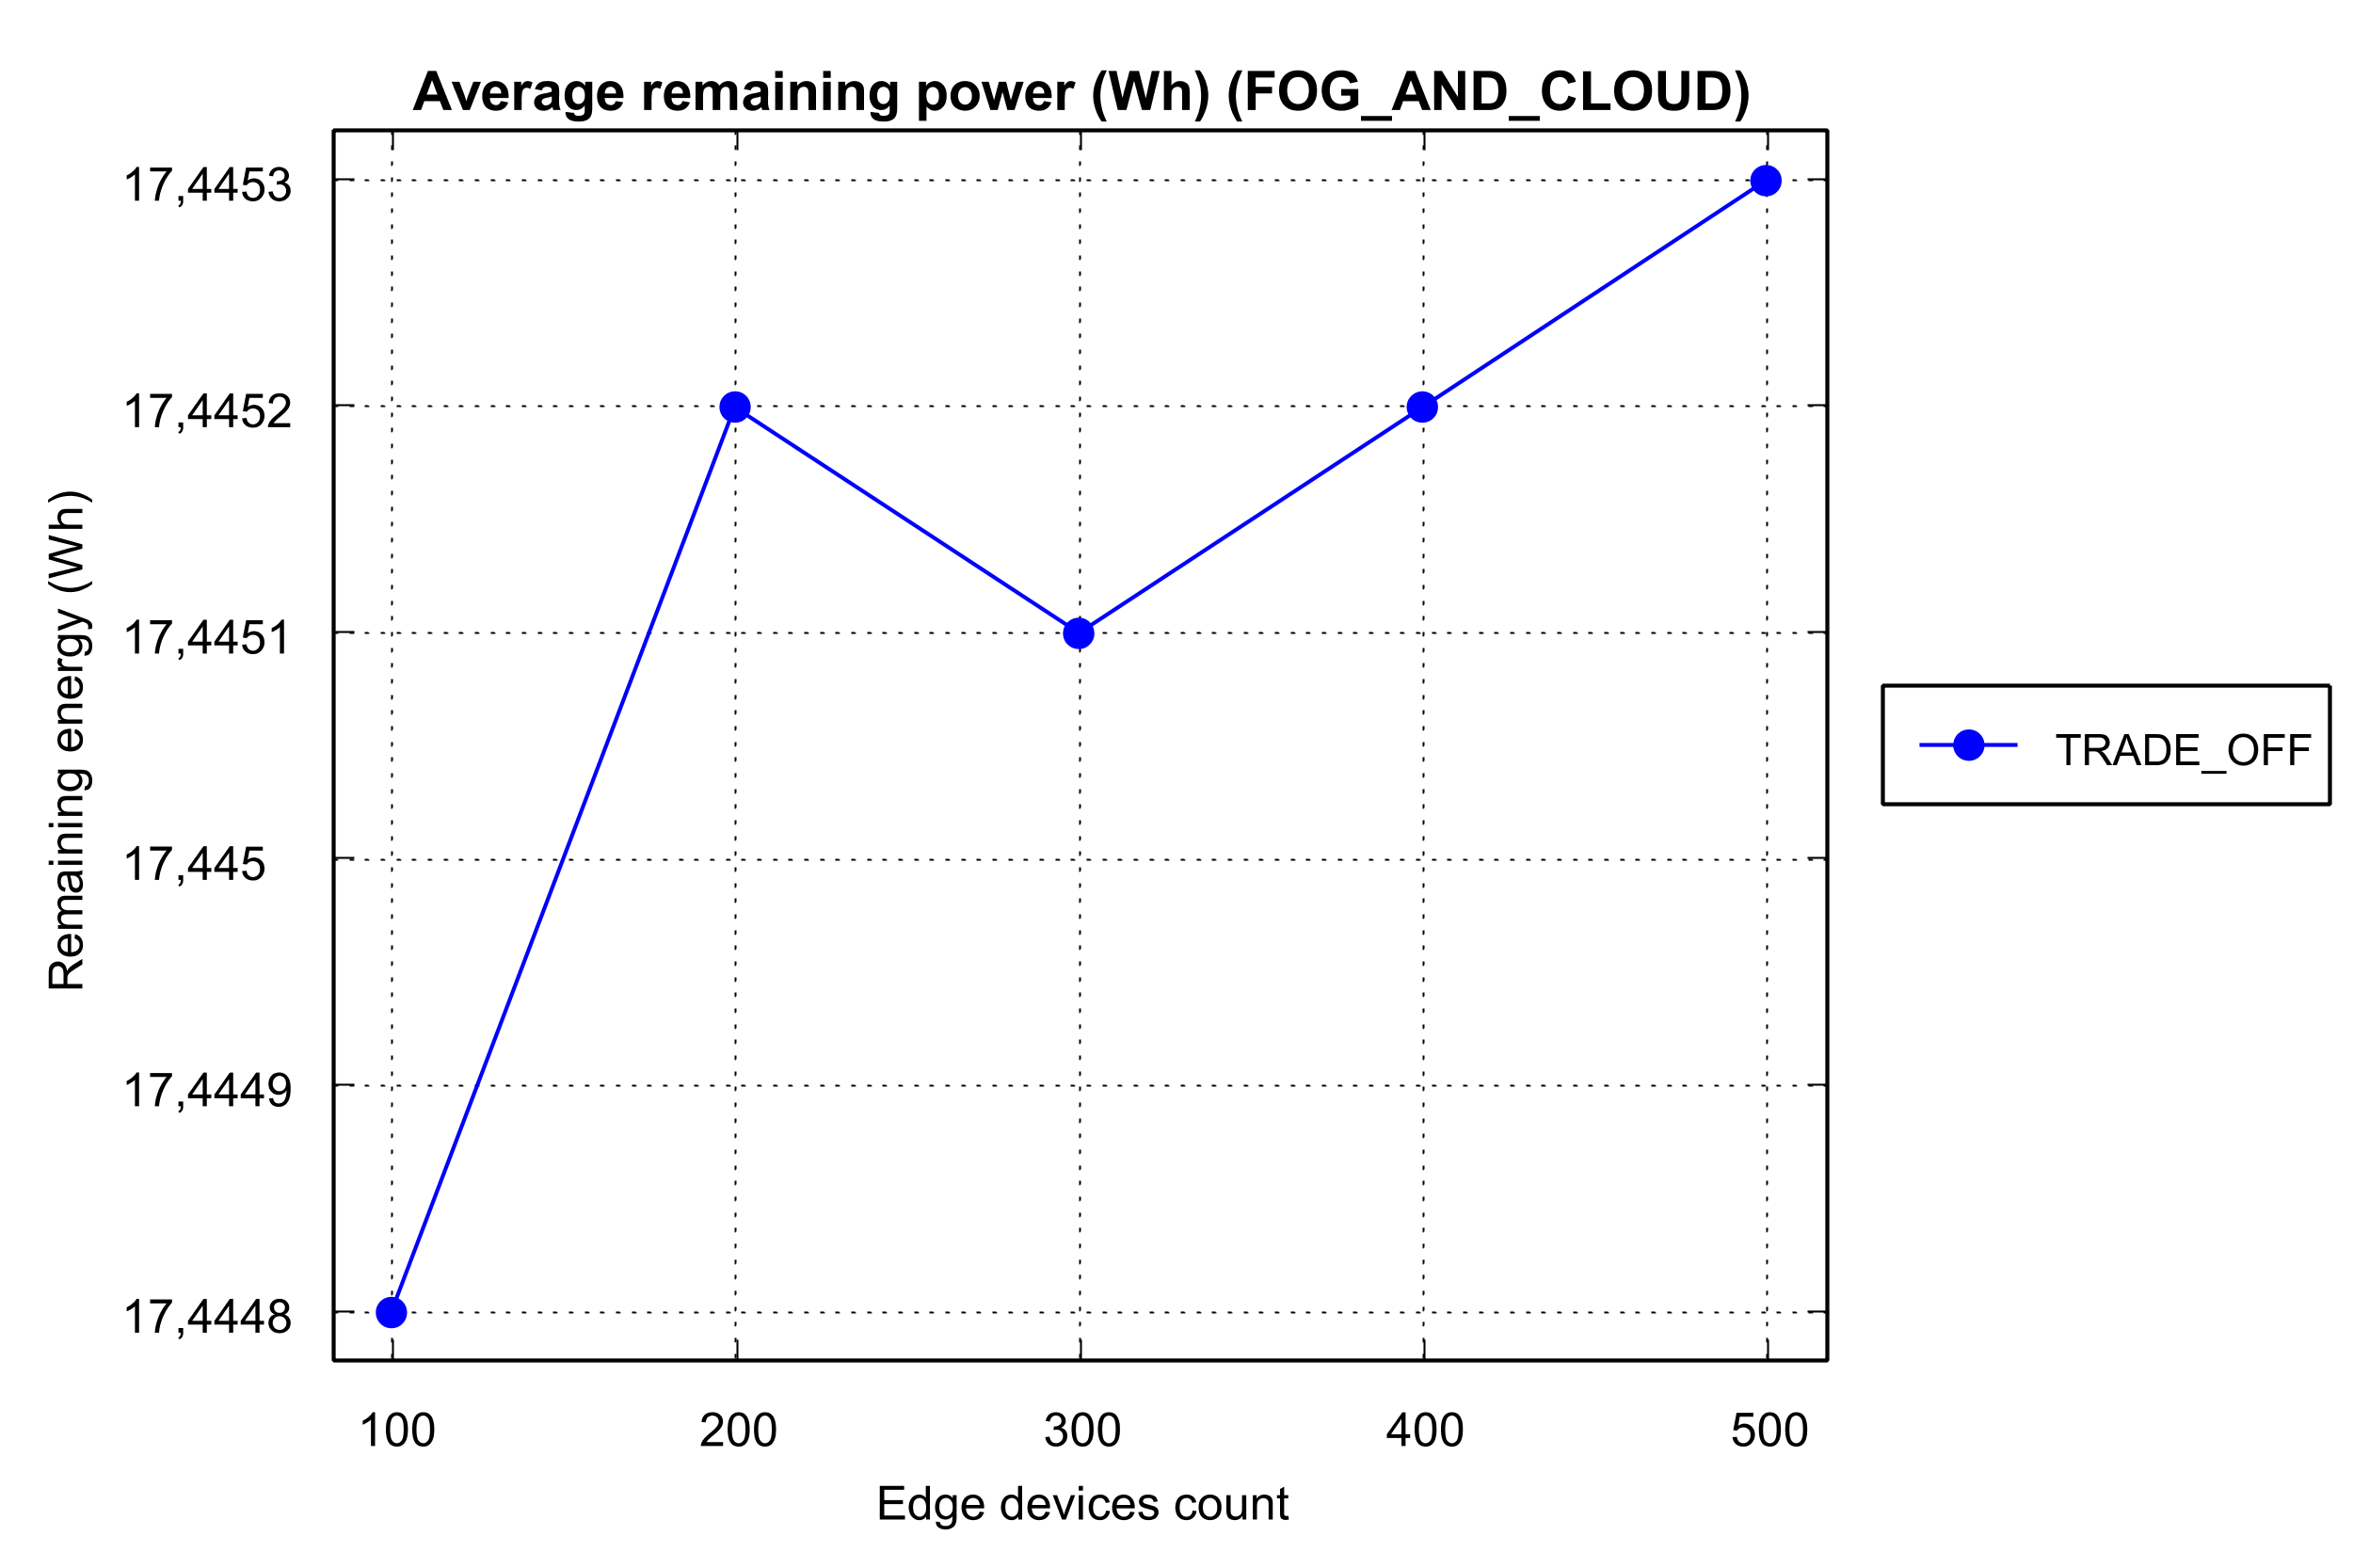 Average remaining power (Wh) (FOG_AND_CLOUD)
17,4453
17,4452
17,4451
17,445
17,4449
17,4448
Remaining energy (Wh)
100 200 300 400 500
Edge devices count
TRADE_OFF